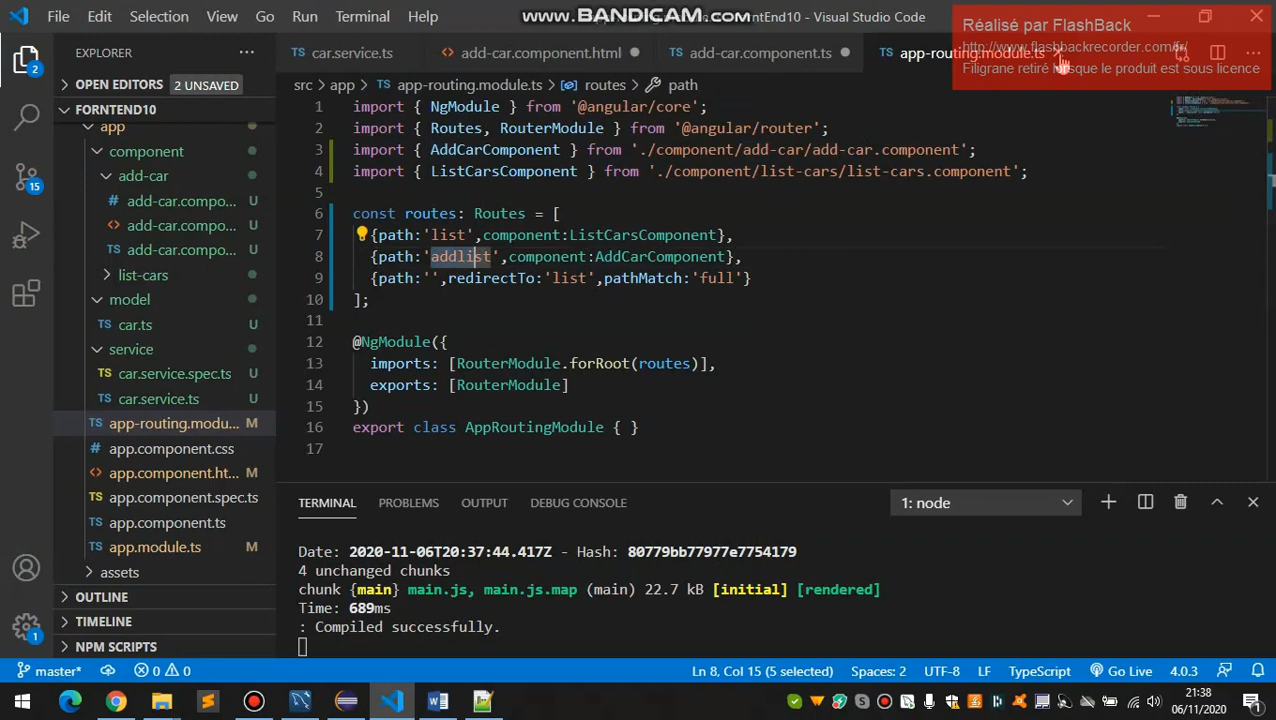 File Edit Selection View Go Run Terminal Help
www.BANDICAM.com
FrontEnd10 - Visual Studio Code
Réalisé par FlashBack
http://www.flashbackrecorder.com/fr/
Filigrane retiré lorsque le produit est sous licence
EXPLORER
car.service.ts
add-car.component.html
add-car.component.ts
app-routing.module.ts
OPEN EDITORS 2 UNSAVED
FORNTEND10
src > app > app-routing.module.ts > routes > path
app
component
add-car
add-car.compo... U
add-car.compo... U
add-car.compo... U
list-cars
model
car.ts U
service
car.service.spec.ts U
car.service.ts U
app-routing.modu... M
app.component.css
app.component.ht... M
app.component.spec.ts
app.component.ts
app.module.ts M
assets
OUTLINE
TIMELINE
NPM SCRIPTS
2
15
1
1 import { NgModule } from '@angular/core';
2 import { Routes, RouterModule } from '@angular/router';
3 import { AddCarComponent } from './component/add-car/add-car.component';
4 import { ListCarsComponent } from './component/list-cars/list-cars.component';
5
6 const routes: Routes = [
7 {path:'list',component:ListCarsComponent},
8 {path:'addlist',component:AddCarComponent},
9 {path:'',redirectTo:'list',pathMatch:'full'}
10 ];
11
12 @NgModule({
13 imports: [RouterModule.forRoot(routes)],
14 exports: [RouterModule]
15 })
16 export class AppRoutingModule { }
17
TERMINAL PROBLEMS OUTPUT DEBUG CONSOLE 1: node
Date: 2020-11-06T20:37:44.417Z - Hash: 80779bb77977e7754179
4 unchanged chunks
chunk {main} main.js, main.js.map (main) 22.7 kB [initial] [rendered]
Time: 689ms
: Compiled successfully.
master* 0 0 Ln 8, Col 15 (5 selected) Spaces: 2 UTF-8 LF TypeScript Go Live 4.0.3
21:38
06/11/2020
1